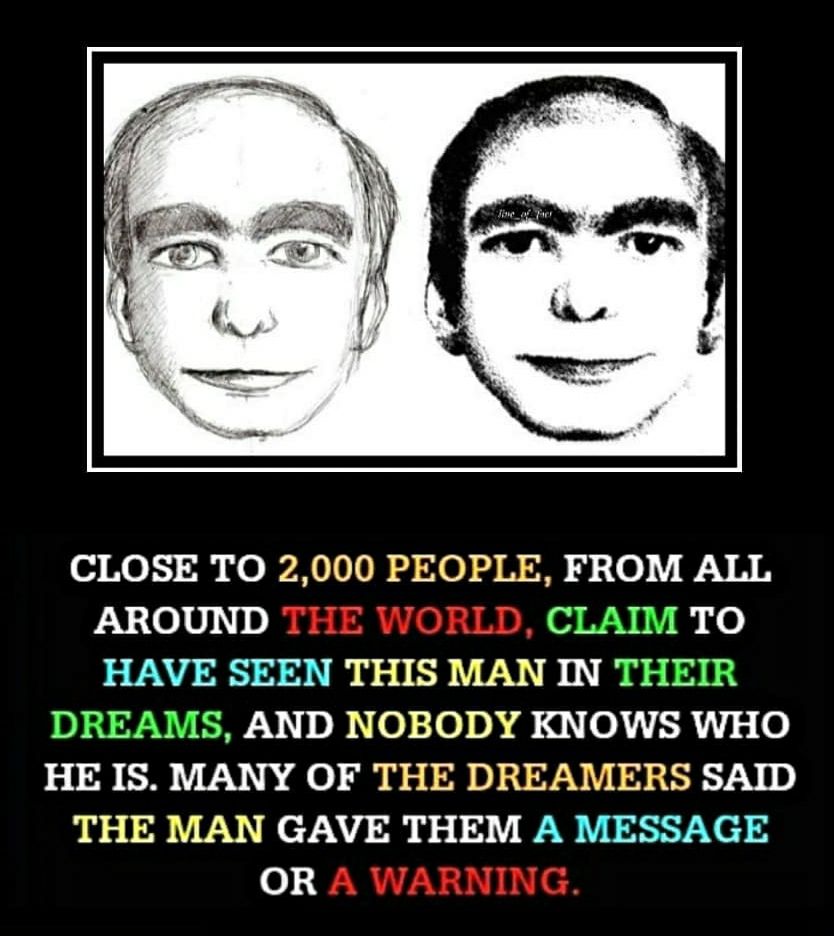 line_of_fact
CLOSE TO 2,000 PEOPLE, FROM ALL
AROUND THE WORLD, CLAIM TO
HAVE SEEN THIS MAN IN THEIR
DREAMS, AND NOBODY KNOWS WHO
HE IS. MANY OF THE DREAMERS SAID
THE MAN GAVE THEM A MESSAGE
OR A WARNING.